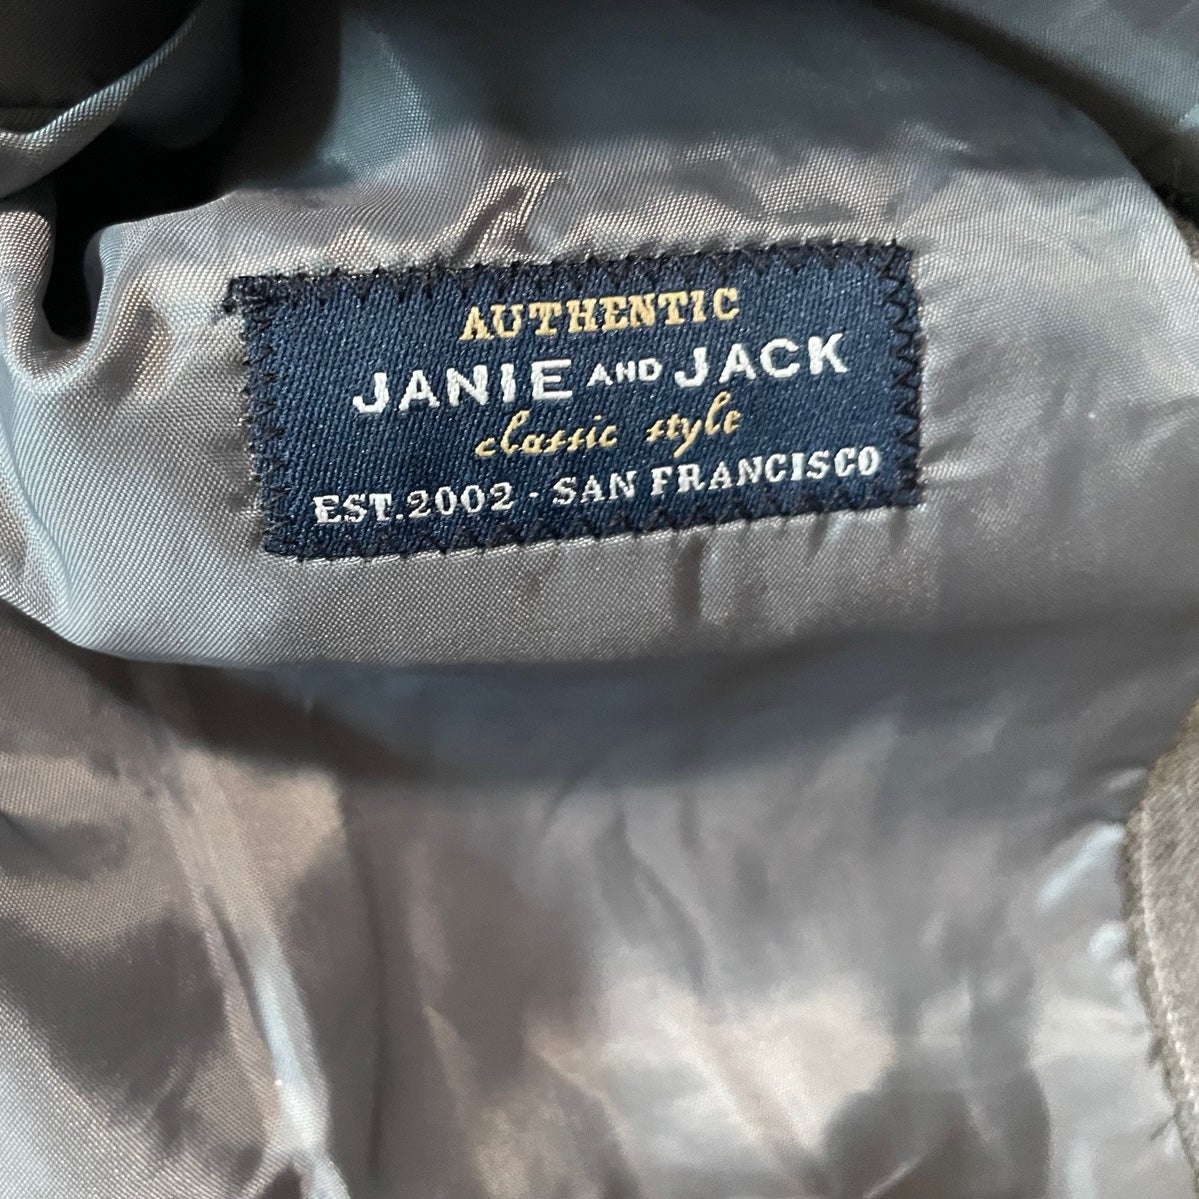 AUTHENTIC
JANIE AND JACK
classic style
EST.2002 · SAN FRANCISCO